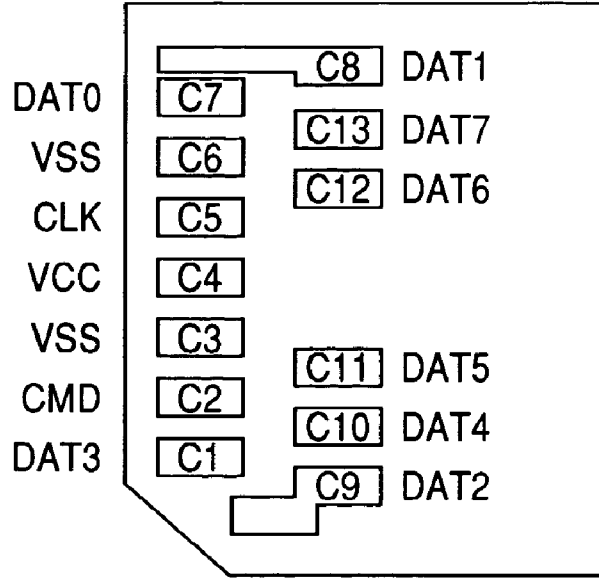 C8 DAT1
DAT0 C7
C13 DAT7
VSS C6
C12 DAT6
CLK C5
VCC C4
VSS C3
C11 DAT5
CMD C2
C10 DAT4
DAT3 C1
C9 DAT2